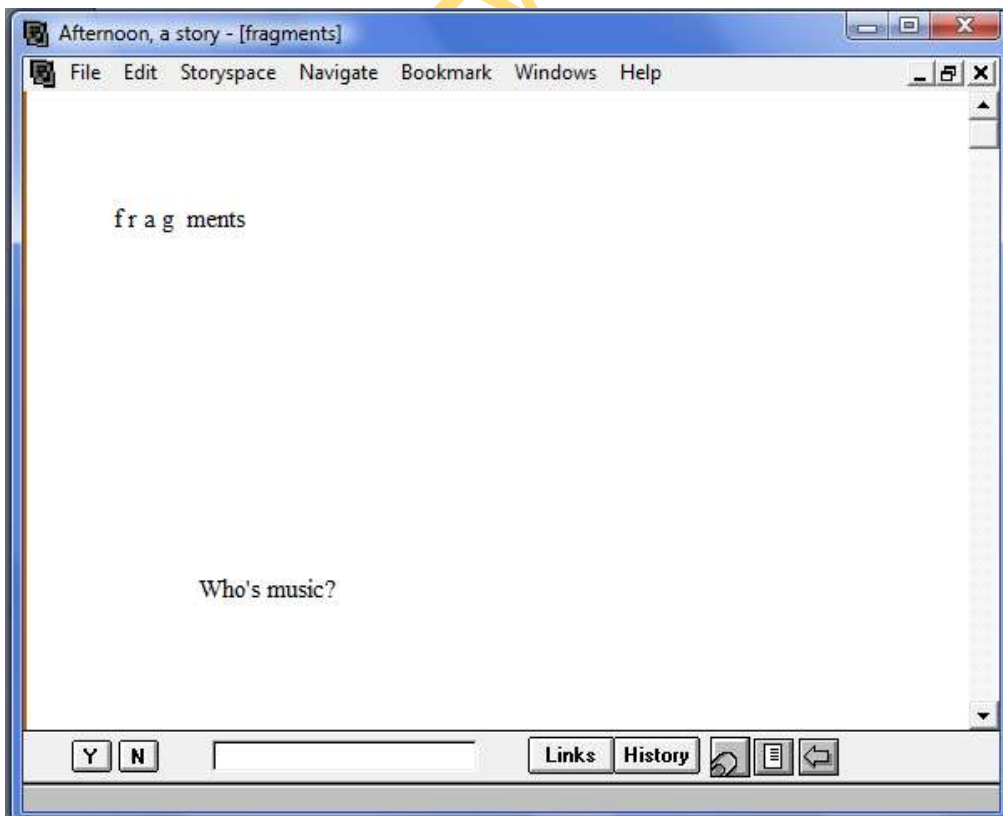 Afternoon, a story - [fragments]
File Edit Storyspace Navigate Bookmark Windows Help
f r a g ments
Who's music?
Y N Links History